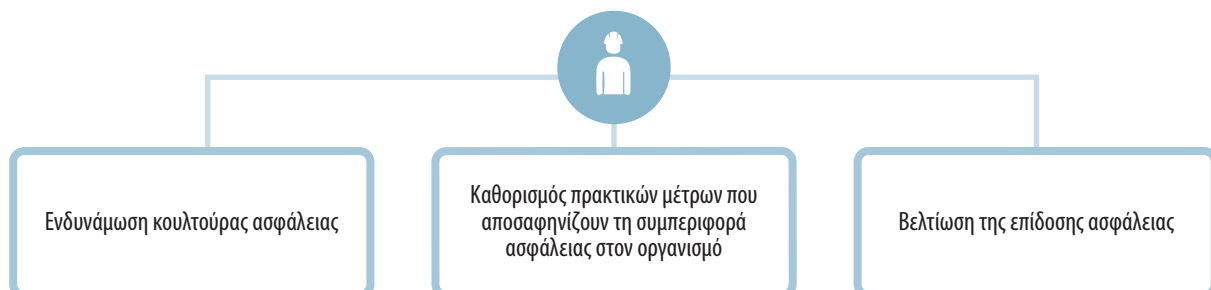 Ενδυνάμωση κουλτούρας ασφάλειας
Καθορισμός πρακτικών μέτρων που
αποσαφηνίζουν τη συμπεριφορά
ασφάλειας στον οργανισμό
Βελτίωση της επίδοσης ασφάλειας